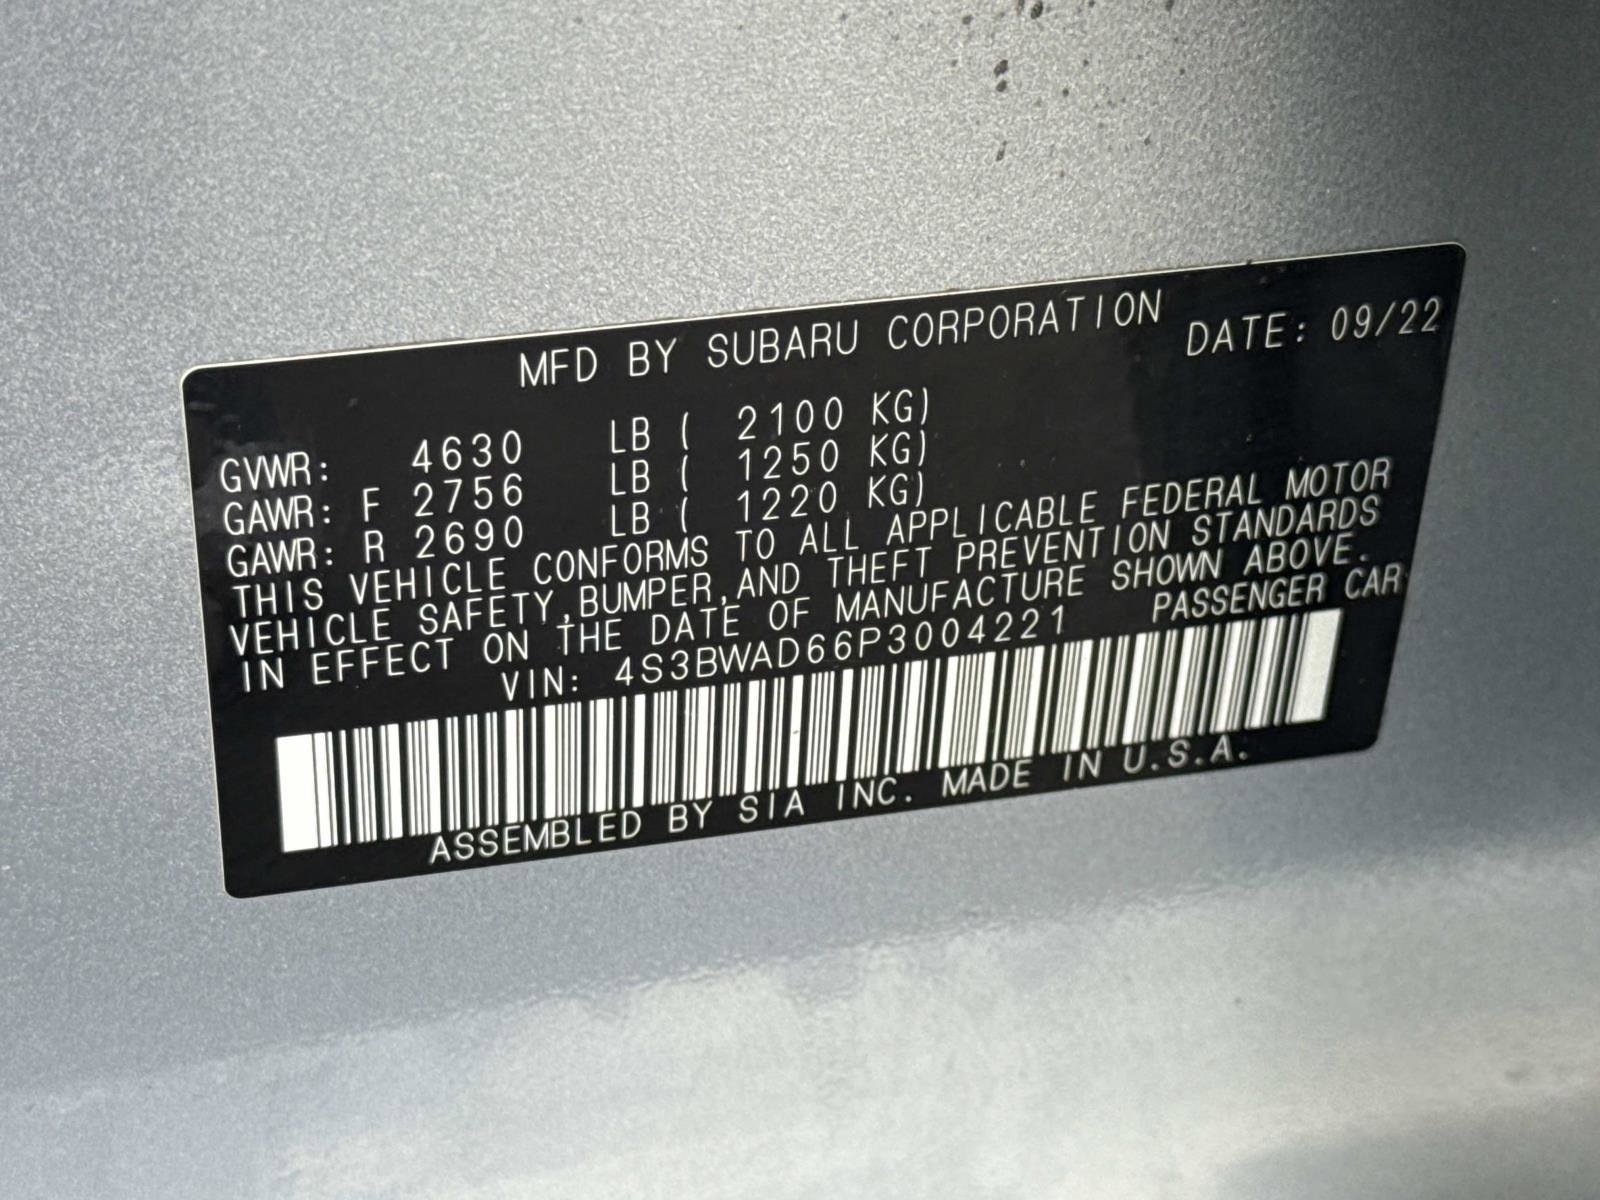 MFD BY SUBARU CORPORATION DATE: 09/22
GVWR: 4630 LB ( 2100 KG)
GAWR: F 2756 LB ( 1250 KG)
GAWR: R 2690 LB ( 1220 KG)
THIS VEHICLE CONFORMS TO ALL APPLICABLE FEDERAL MOTOR
VEHICLE SAFETY,BUMPER,AND THEFT PREVENTION STANDARDS
IN EFFECT ON THE DATE OF MANUFACTURE SHOWN ABOVE.
VIN: 4S3BWAD66P3004221 PASSENGER CAR
ASSEMBLED BY SIA INC. MADE IN U.S.A.